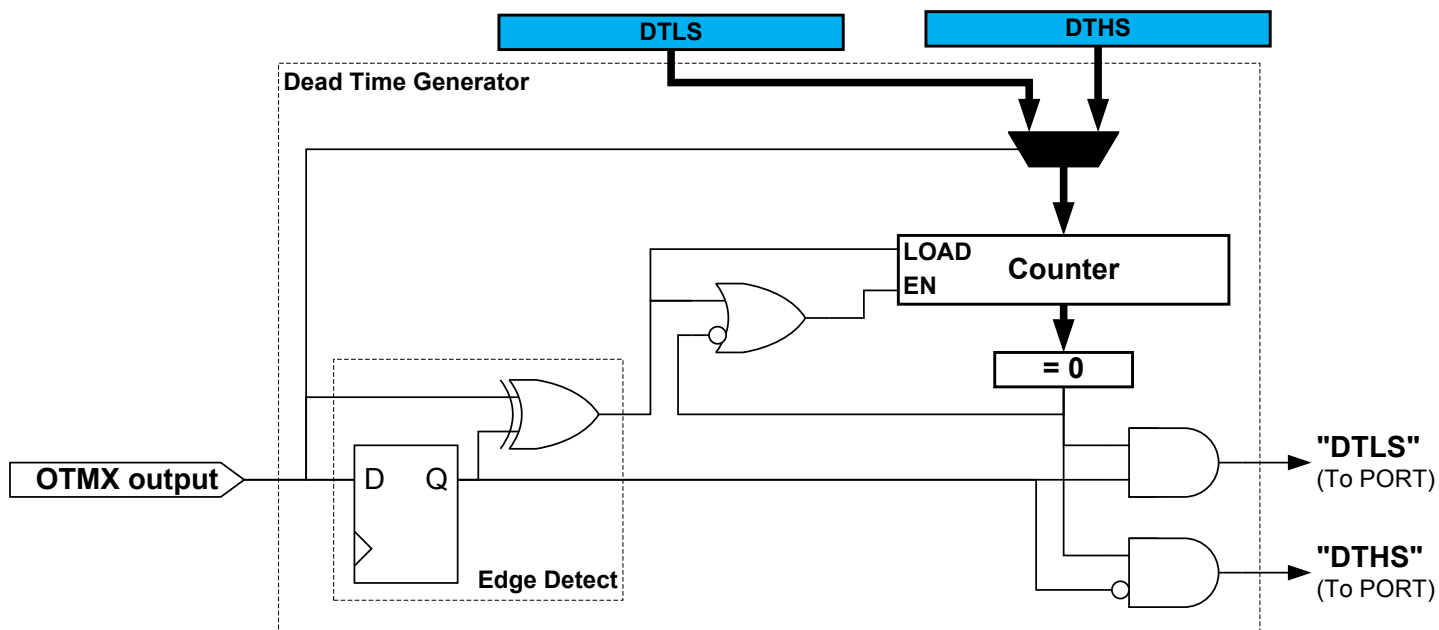 DTLS
DTHS
Dead Time Generator
LOAD
Counter
EN
= 0
OTMX output
D
Q
Edge Detect
"DTLS"
(To PORT)
"DTHS"
(To PORT)